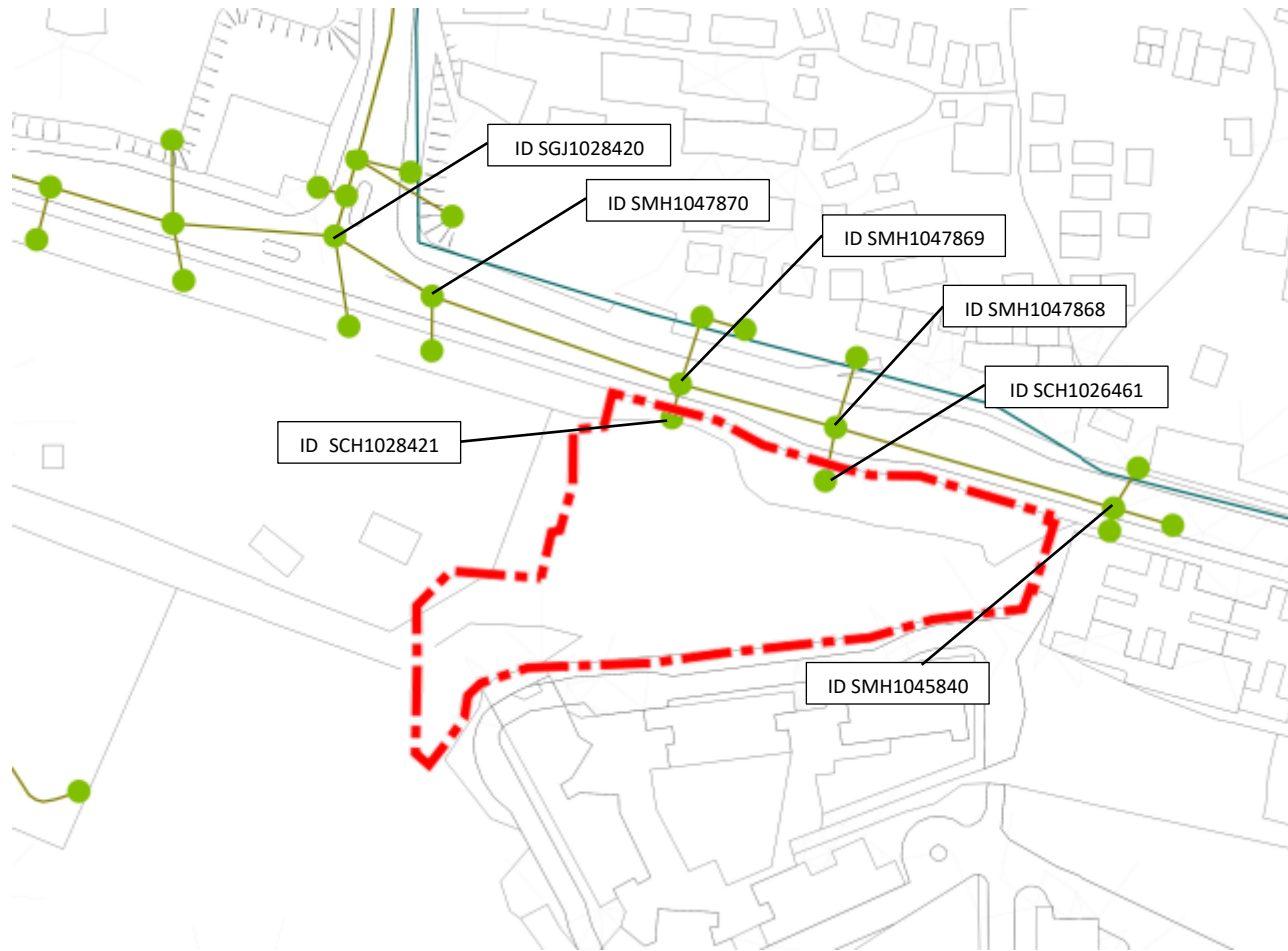 ID SGJ1028420
ID SMH1047870
ID SMH1047869
ID SMH1047868
ID SCH1026461
ID SCH1028421
ID SMH1045840